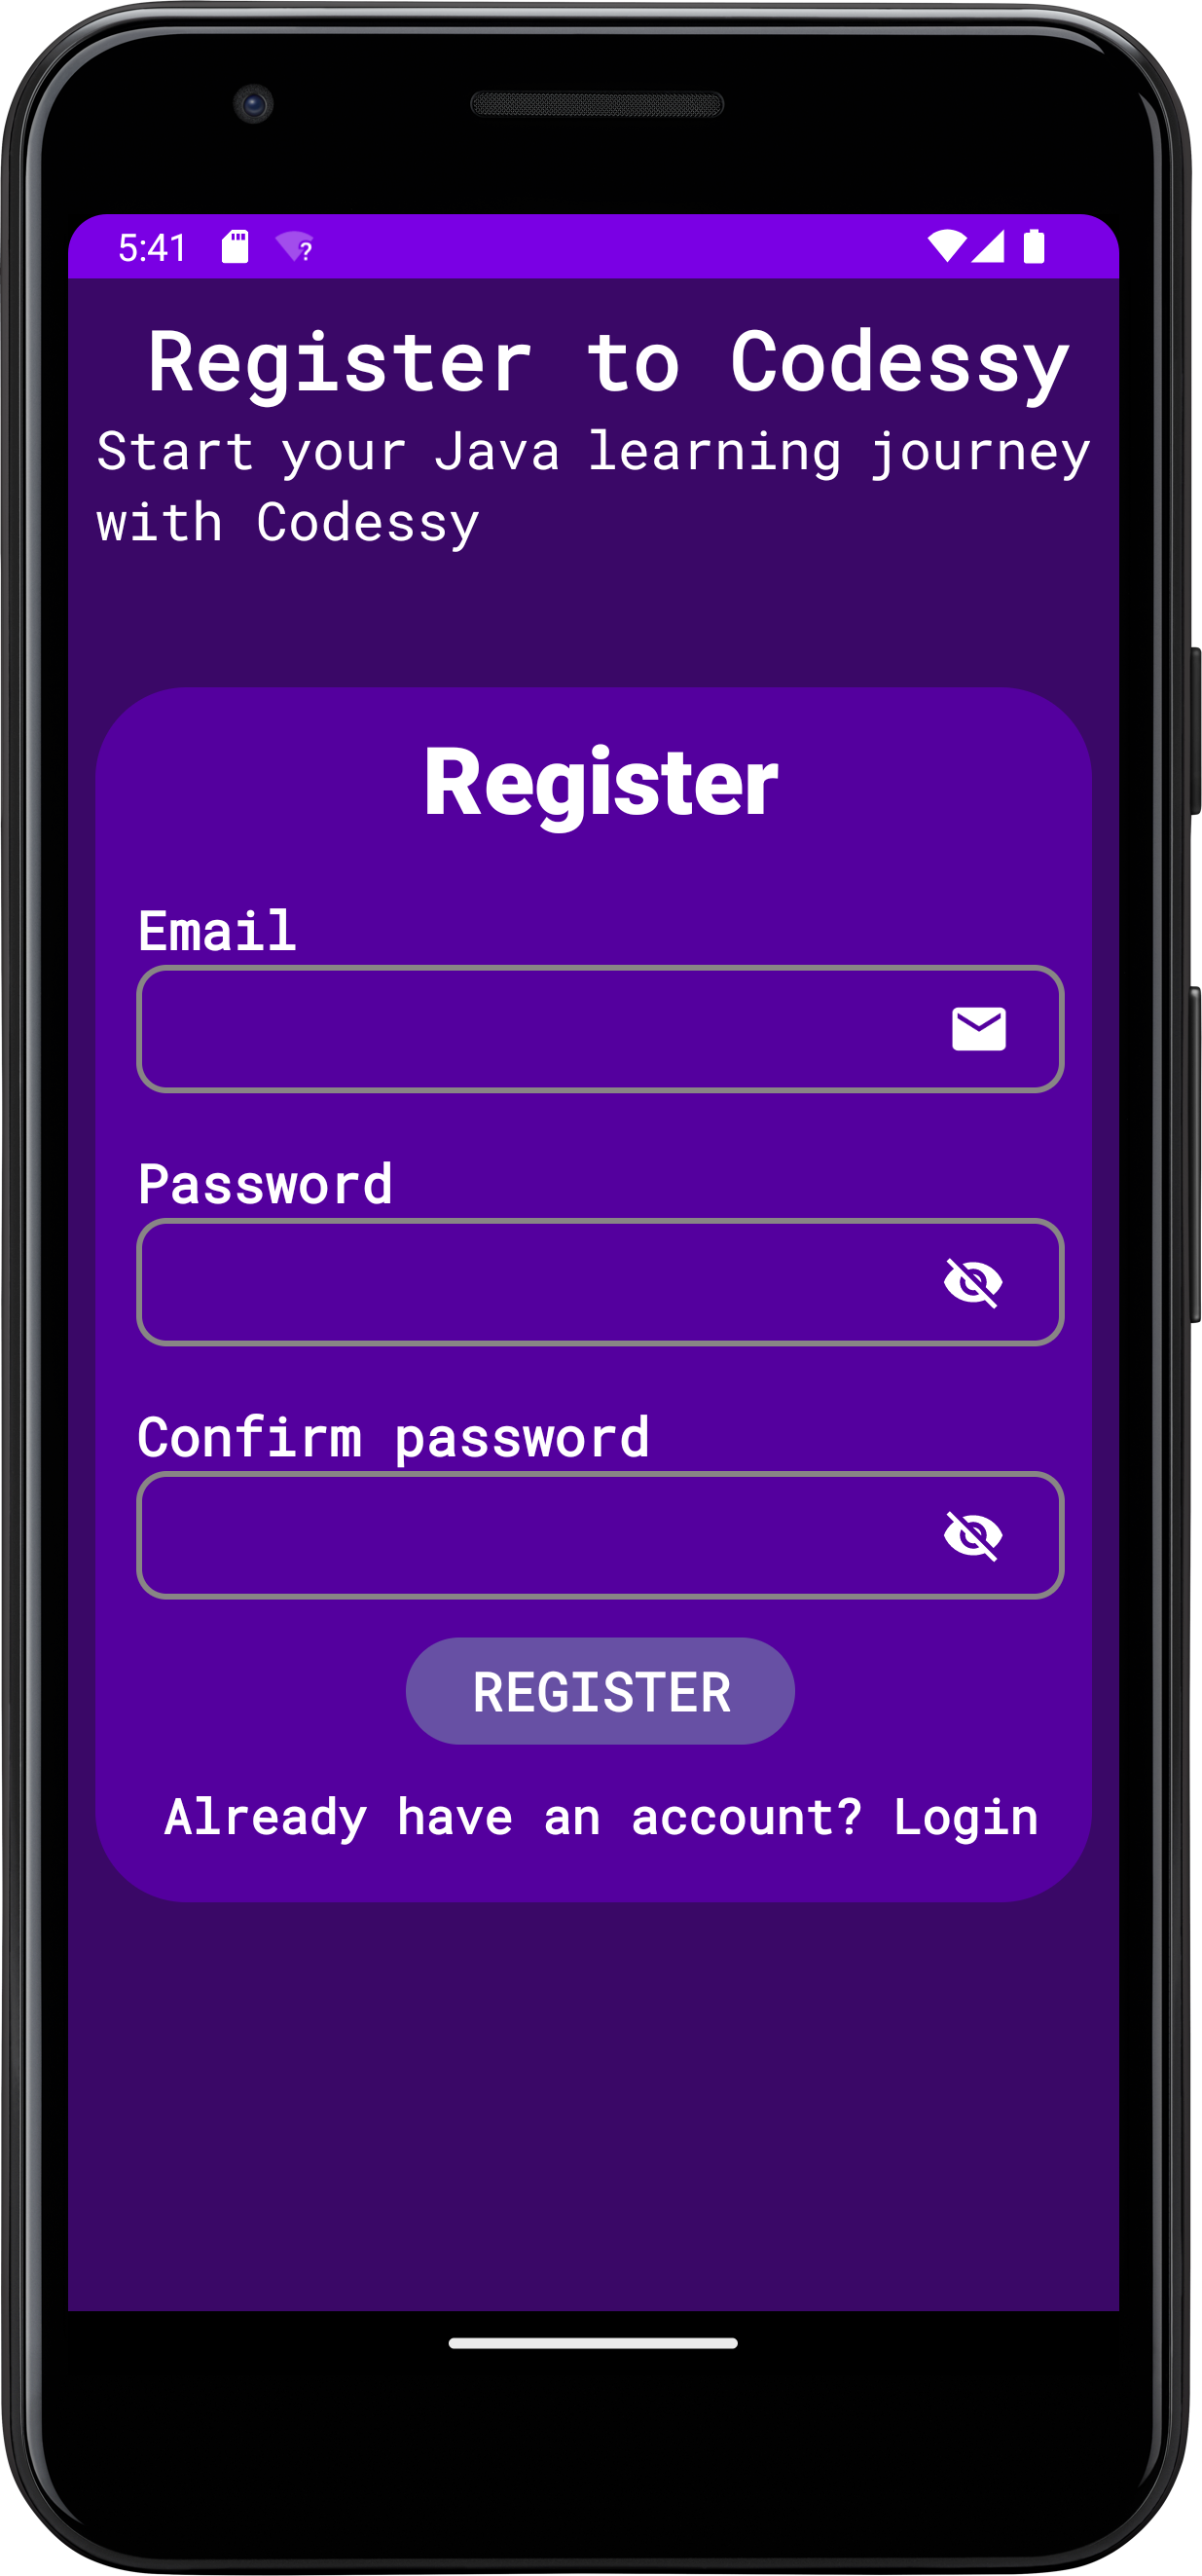 5:41
Register to Codessy
Start your Java learning journey
with Codessy
Register
Email
Password
Confirm password
REGISTER
Already have an account? Login